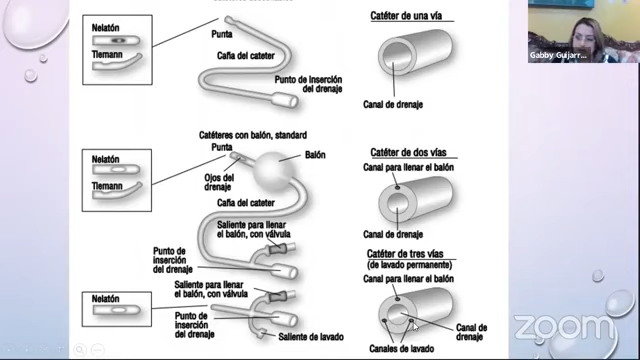 Nelatón
Tiemann
Punta
Caña del cateter
Punto de Inserción
del drenaje
Catéter de una vía
Canal de drenaje
Gabby Guijarr...
Catéteres con balón, standard
Punta
Balón
Nelatón
Tiemann
Ojos del
drenaje
Caña del cateter
Saliente para llenar
el balón, con válvula
Punto de
inserción
del drenaje
Catéter de dos vías
Canal para llenar el balón
Canal de drenaje
Saliente para llenar
el balón, con válvula
Nelatón
Punto de
inserción
del drenaje
Saliente de lavado
Catéter de tres vías
(de lavado permanente)
Canal para llenar el balón
Canal de
drenaje
Canales de lavado
zoom